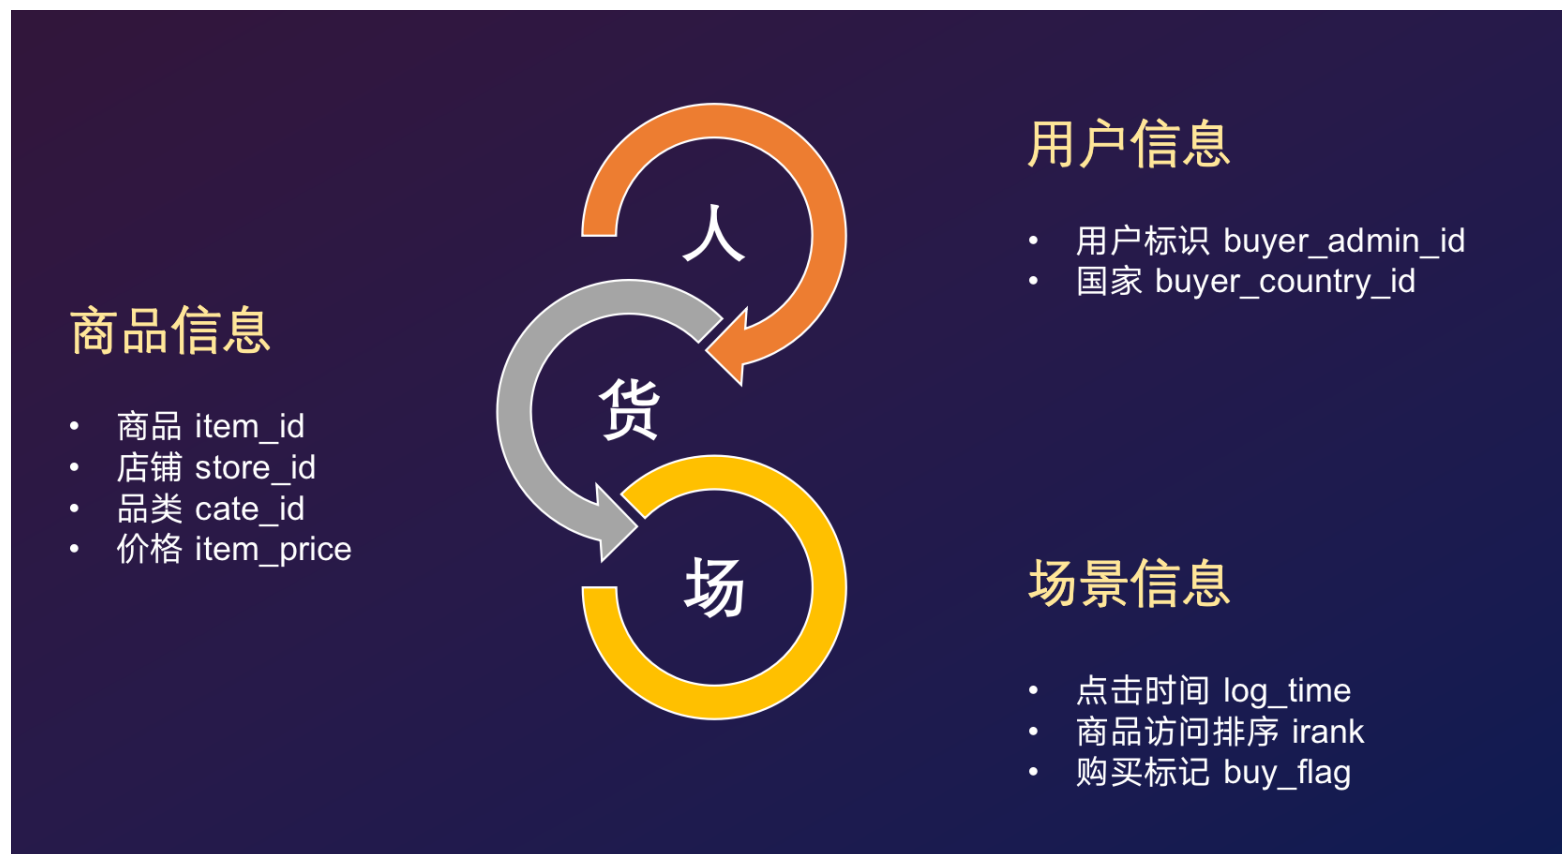 人
货
场
用户信息
• 用户标识 buyer_admin_id
• 国家 buyer_country_id
商品信息
• 商品 item_id
• 店铺 store_id
• 品类 cate_id
• 价格 item_price
场景信息
• 点击时间 log_time
• 商品访问排序 irank
• 购买标记 buy_flag